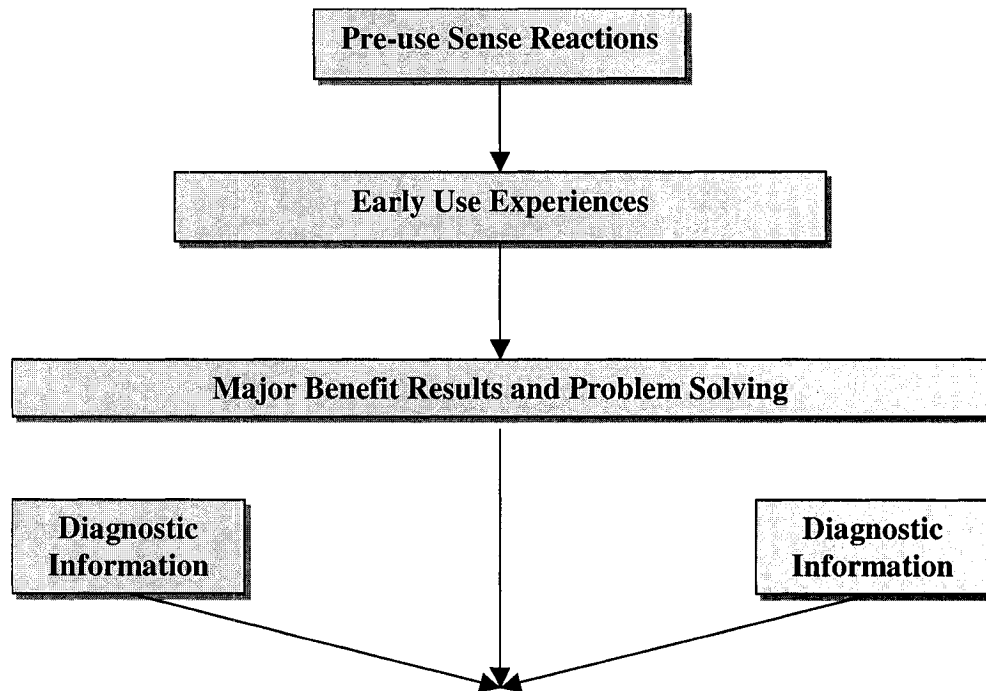 Pre-use Sense Reactions
Early Use Experiences
Major Benefit Results and Problem Solving
Diagnostic
Information
Diagnostic
Information